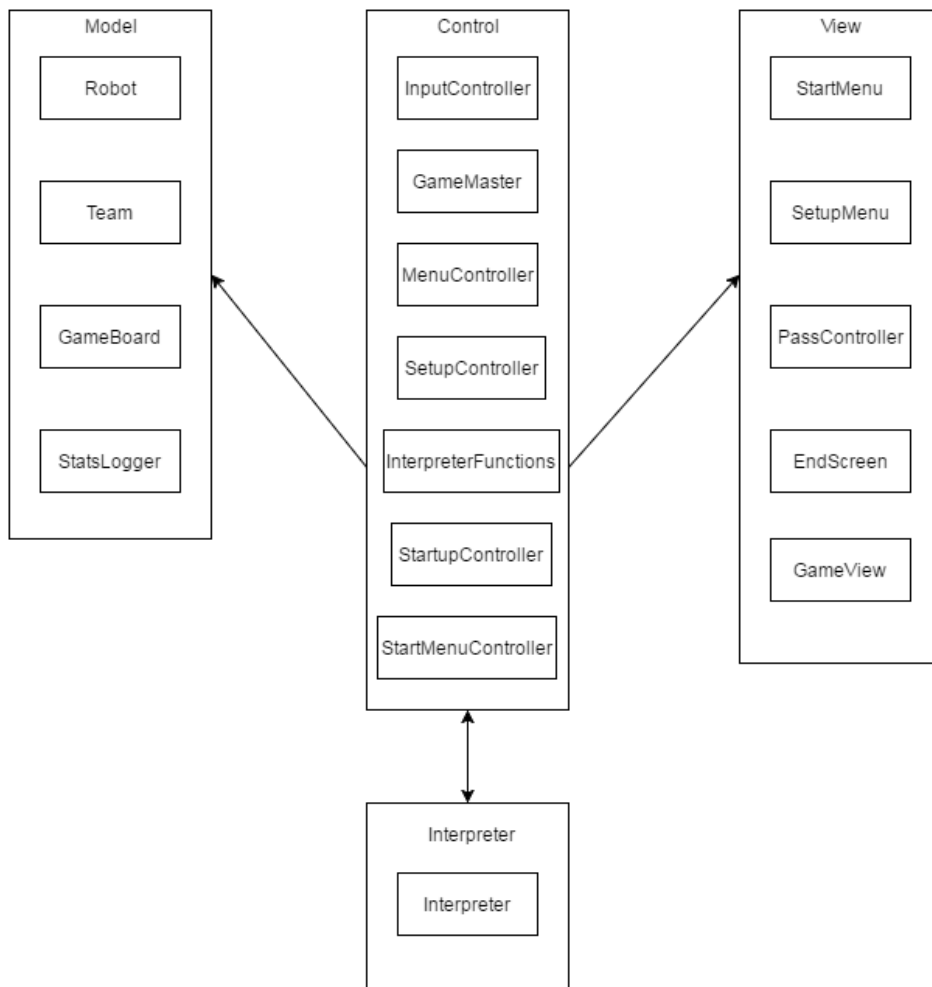 Model
Robot
Team
GameBoard
StatsLogger
Control
InputController
GameMaster
MenuController
SetupController
InterpreterFunctions
StartupController
StartMenuController
View
StartMenu
SetupMenu
PassController
EndScreen
GameView
Interpreter
Interpreter